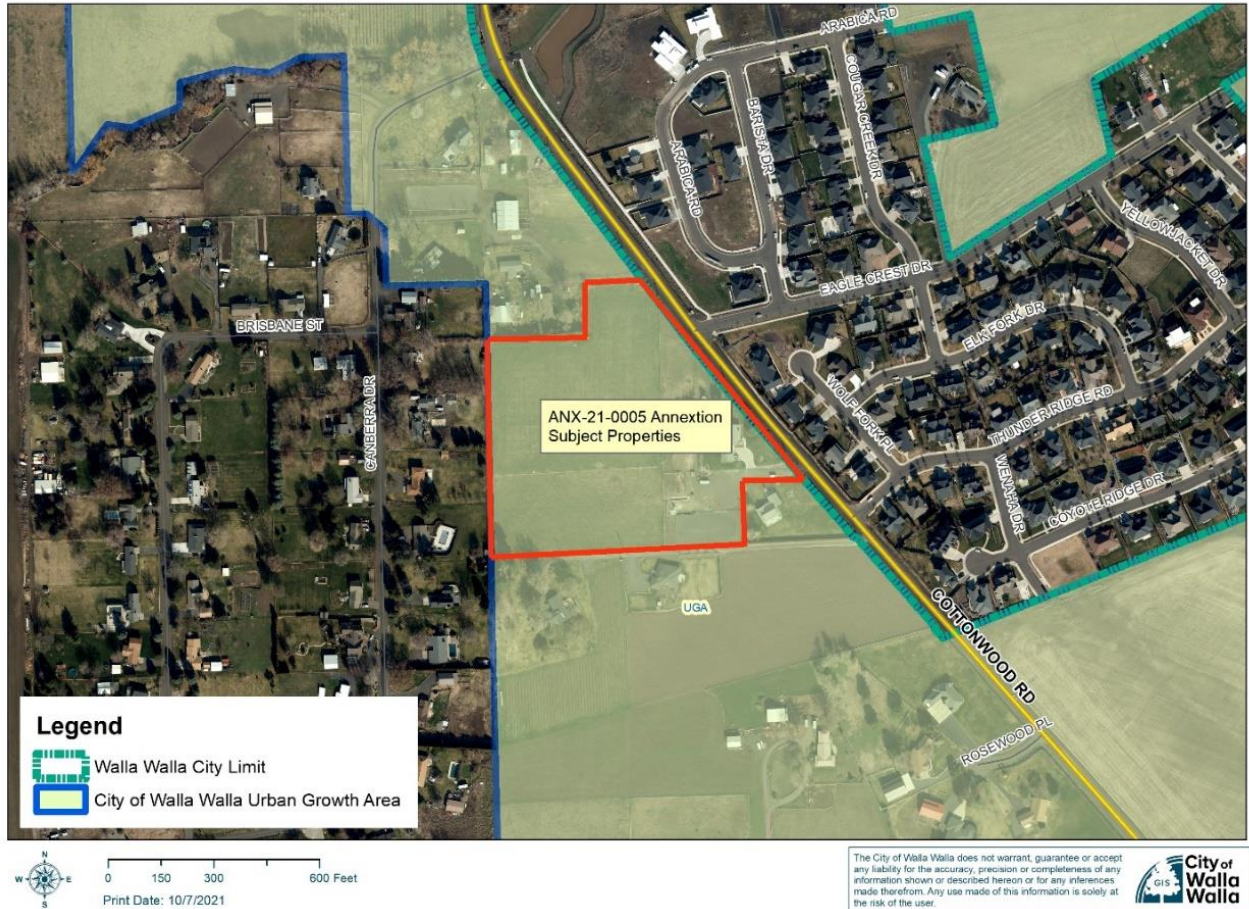 ARABICA RD
COUGAR CREEK DR
BARISTA DR
ARABICA RD
YELLOWJACKET DR
EAGLE CREST DR
BRISBANE ST
ELK FORK DR
CANBERRA DR
WOLF FORK PL
THUNDER RIDGE RD
ANX-21-0005 Annextion
Subject Properties
WENAHA DR
COYOTE RIDGE DR
UGA
COTTONWOOD RD
ROSEWOOD PL
Legend
Walla Walla City Limit
City of Walla Walla Urban Growth Area
N
W
E
S
0 150 300 600 Feet
Print Date: 10/7/2021
The City of Walla Walla does not warrant, guarantee or accept
any liability for the accuracy, precision or completeness of any
information shown or described hereon or for any inferences
made therefrom. Any use made of this information is solely at
the risk of the user.
GIS
City of
Walla
Walla